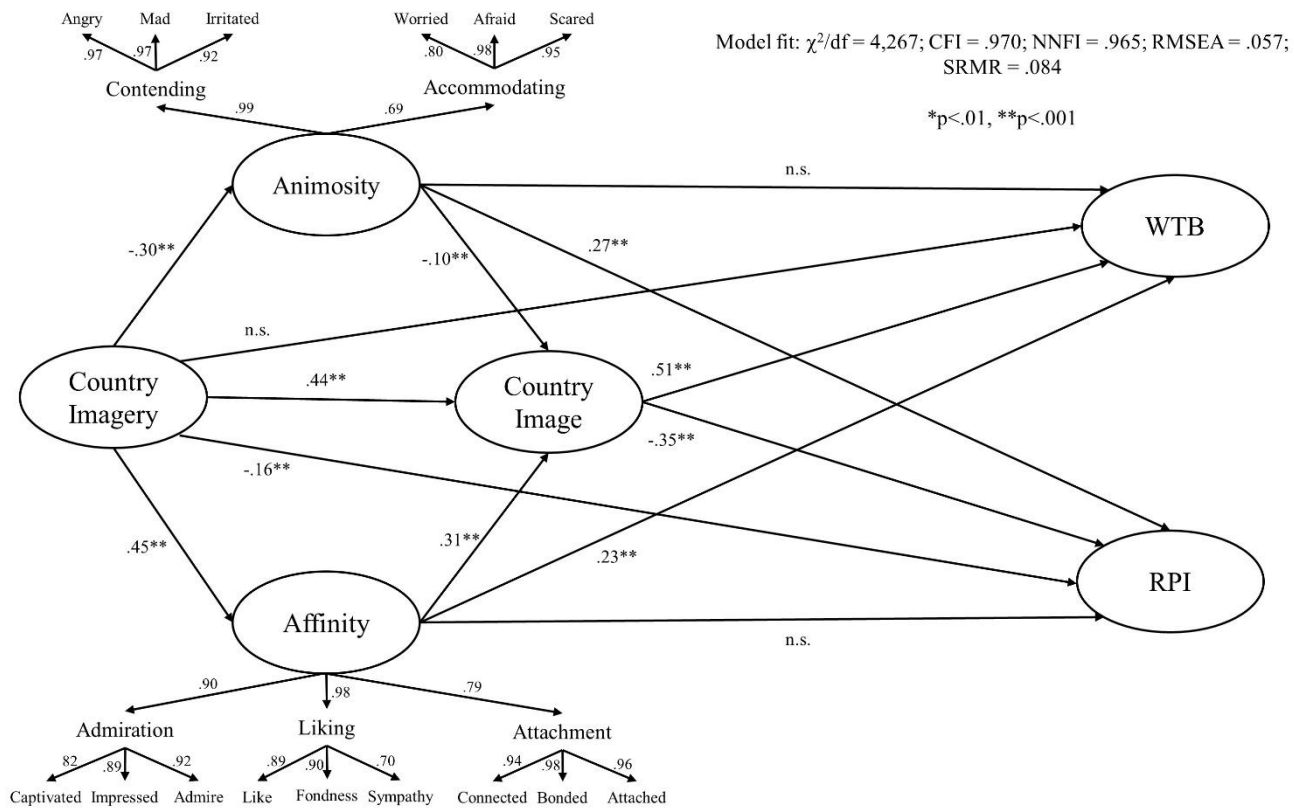 Angry Mad Irritated
.97 .97 .92
Contending
Worried Afraid Scared
.80 .98 .95
Accommodating
Model fit: χ²/df = 4,267; CFI = .970; NNFI = .965; RMSEA = .057;
SRMR = .084
*p<.01, **p<.001
.99 .69
Animosity
n.s.
WTB
-.30**
-.10**
.27**
n.s.
Country
Imagery
.44**
Country
Image
.51**
-.35**
-.16**
.45**
.31**
.23**
Affinity
n.s.
RPI
.90 .98 .79
Admiration Liking Attachment
82 .89 .92
.89 .90 .70
.94 .98 .96
Captivated Impressed Admire
Like Fondness Sympathy
Connected Bonded Attached